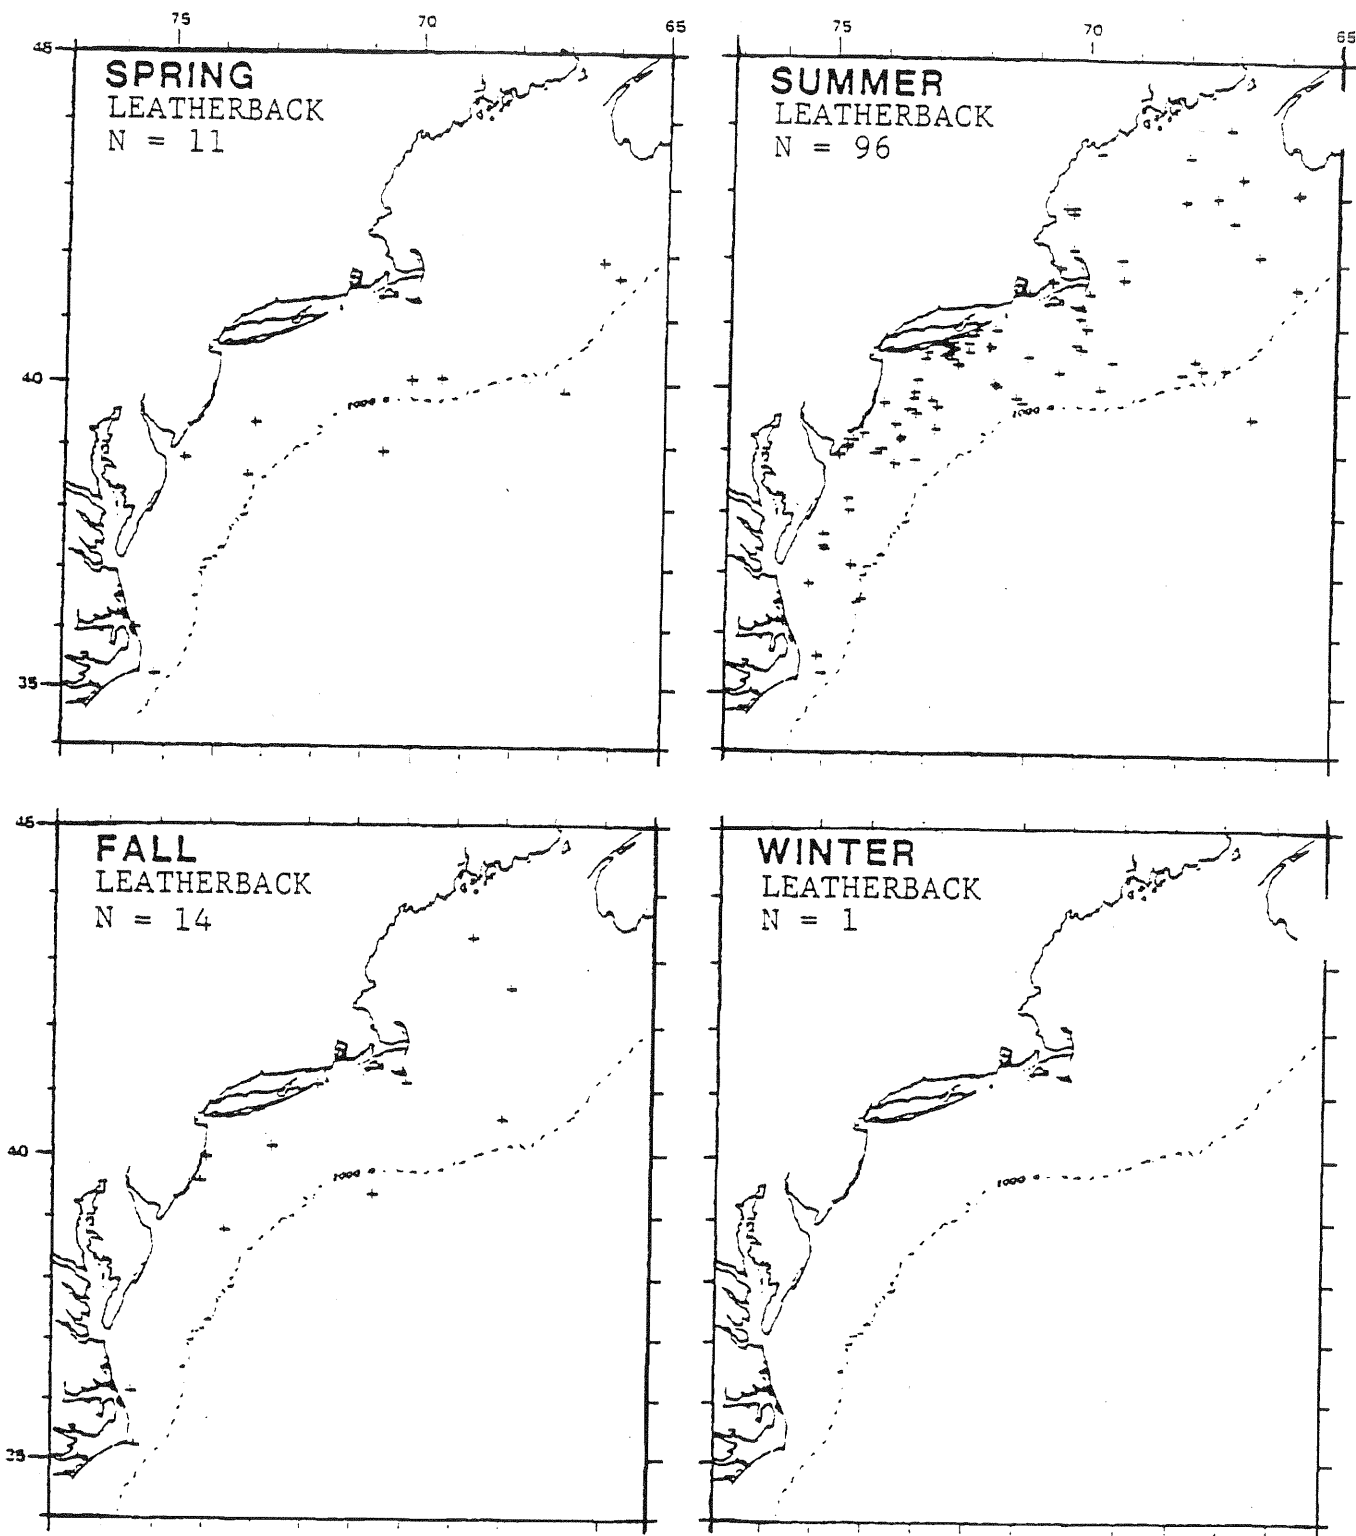 75 70 65
45
SPRING
LEATHERBACK
N = 11
40
1000
35
75 70 65
SUMMER
LEATHERBACK
N = 96
1000
45
FALL
LEATHERBACK
N = 14
40
1000
35
WINTER
LEATHERBACK
N = 1
1000